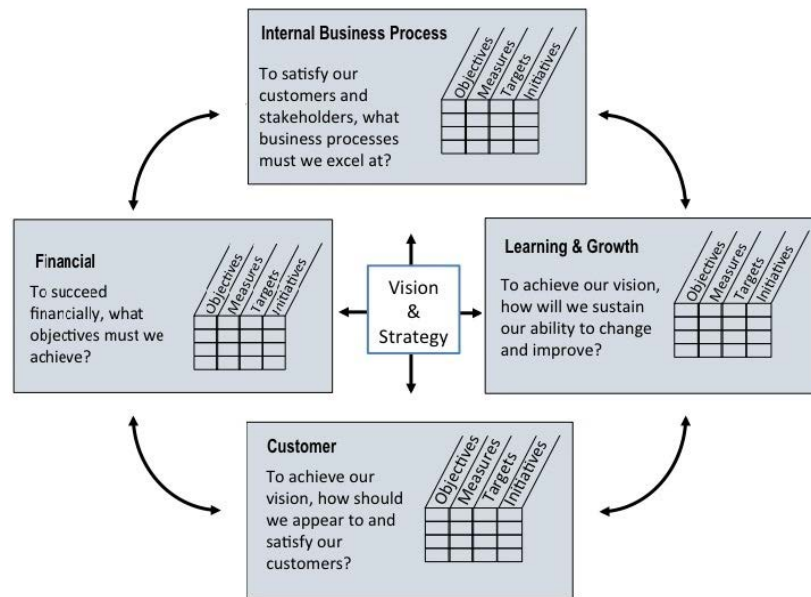 Internal Business Process
To satisfy our
customers and
stakeholders, what
business processes
must we excel at?
Objectives
Measures
Targets
Initiatives
Financial
To succeed
financially, what
objectives must we
achieve?
Objectives
Measures
Targets
Initiatives
Vision
&
Strategy
Learning & Growth
To achieve our vision,
how will we sustain
our ability to change
and improve?
Objectives
Measures
Targets
Initiatives
Customer
To achieve our
vision, how should
we appear to and
satisfy our
customers?
Objectives
Measures
Targets
Initiatives